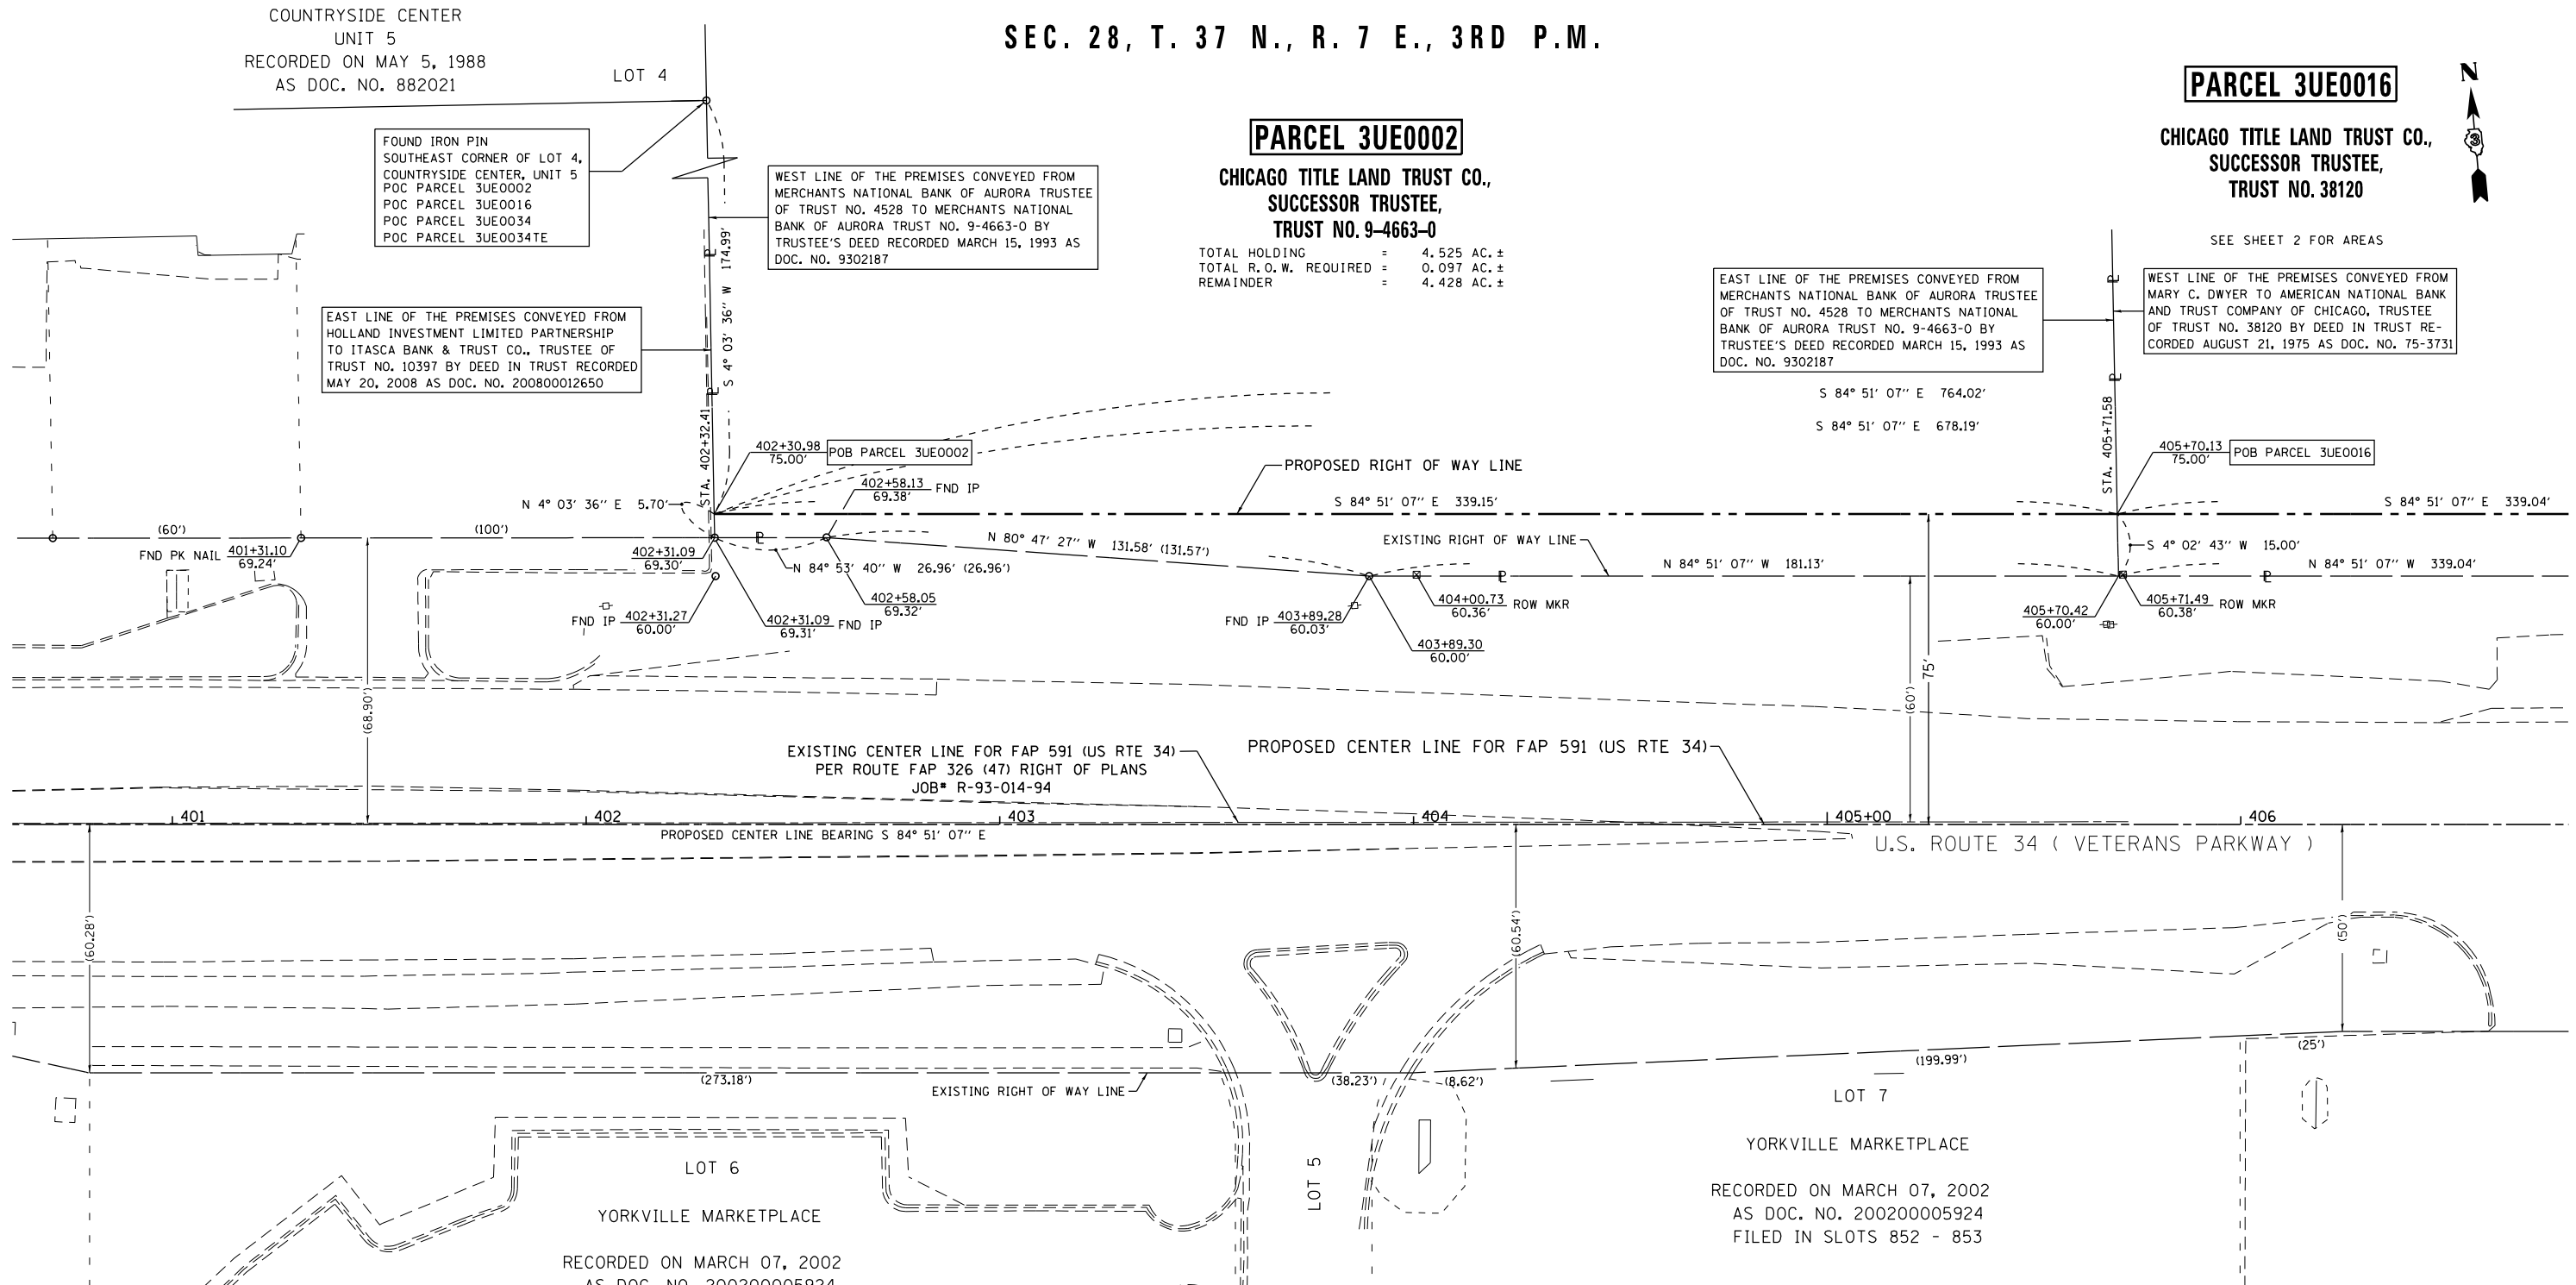 COUNTRYSIDE CENTER
UNIT 5
RECORDED ON MAY 5, 1988
AS DOC. NO. 882021
LOT 4
SEC. 28, T. 37 N., R. 7 E., 3RD P.M.
PARCEL 3UE0016
CHICAGO TITLE LAND TRUST CO.,
SUCCESSOR TRUSTEE,
TRUST NO. 38120
SEE SHEET 2 FOR AREAS
N
3
PARCEL 3UE0002
CHICAGO TITLE LAND TRUST CO.,
SUCCESSOR TRUSTEE,
TRUST NO. 9-4663-0
TOTAL HOLDING = 4.525 AC.±
TOTAL R.O.W. REQUIRED = 0.097 AC.±
REMAINDER = 4.428 AC.±
FOUND IRON PIN
SOUTHEAST CORNER OF LOT 4,
COUNTRYSIDE CENTER, UNIT 5
POC PARCEL 3UE0002
POC PARCEL 3UE0016
POC PARCEL 3UE0034
POC PARCEL 3UE0034TE
WEST LINE OF THE PREMISES CONVEYED FROM
MERCHANTS NATIONAL BANK OF AURORA TRUSTEE
OF TRUST NO. 4528 TO MERCHANTS NATIONAL
BANK OF AURORA TRUST NO. 9-4663-0 BY
TRUSTEE'S DEED RECORDED MARCH 15, 1993 AS
DOC. NO. 9302187
EAST LINE OF THE PREMISES CONVEYED FROM
HOLLAND INVESTMENT LIMITED PARTNERSHIP
TO ITASCA BANK & TRUST CO., TRUSTEE OF
TRUST NO. 10397 BY DEED IN TRUST RECORDED
MAY 20, 2008 AS DOC. NO. 200800012650
EAST LINE OF THE PREMISES CONVEYED FROM
MERCHANTS NATIONAL BANK OF AURORA TRUSTEE
OF TRUST NO. 4528 TO MERCHANTS NATIONAL
BANK OF AURORA TRUST NO. 9-4663-0 BY
TRUSTEE'S DEED RECORDED MARCH 15, 1993 AS
DOC. NO. 9302187
WEST LINE OF THE PREMISES CONVEYED FROM
MARY C. DWYER TO AMERICAN NATIONAL BANK
AND TRUST COMPANY OF CHICAGO, TRUSTEE
OF TRUST NO. 38120 BY DEED IN TRUST RE-
CORDED AUGUST 21, 1975 AS DOC. NO. 75-3731
S 4° 03' 36" W 174.99'
STA. 402+32.41
S 84° 51' 07" E 764.02'
S 84° 51' 07" E 678.19'
STA. 405+71.58
402+30.98
75.00'
POB PARCEL 3UE0002
405+70.13
75.00'
POB PARCEL 3UE0016
PROPOSED RIGHT OF WAY LINE
402+58.13
69.38'
FND IP
N 4° 03' 36" E 5.70'
S 84° 51' 07" E 339.15'
S 84° 51' 07" E 339.04'
(60')
(100')
FND PK NAIL
401+31.10
69.24'
402+31.09
69.30'
N 80° 47' 27" W 131.58' (131.57')
EXISTING RIGHT OF WAY LINE
S 4° 02' 43" W 15.00'
N 84° 53' 40" W 26.96' (26.96')
N 84° 51' 07" W 181.13'
N 84° 51' 07" W 339.04'
402+58.05
69.32'
FND IP
402+31.27
60.00'
402+31.09
69.31'
FND IP
FND IP
403+89.28
60.03'
404+00.73
60.36'
ROW MKR
403+89.30
60.00'
405+70.42
60.00'
405+71.49
60.38'
ROW MKR
(68.90')
(60')
75'
EXISTING CENTER LINE FOR FAP 591 (US RTE 34)
PER ROUTE FAP 326 (47) RIGHT OF PLANS
JOB# R-93-014-94
PROPOSED CENTER LINE FOR FAP 591 (US RTE 34)
401
402
403
404
405+00
406
PROPOSED CENTER LINE BEARING S 84° 51' 07" E
U.S. ROUTE 34 ( VETERANS PARKWAY )
(60.28')
(60.54')
(50')
(273.18')
EXISTING RIGHT OF WAY LINE
(38.23')
(8.62')
(199.99')
(25')
LOT 6
YORKVILLE MARKETPLACE
RECORDED ON MARCH 07, 2002
AS DOC. NO. 200200005924
LOT 5
LOT 7
YORKVILLE MARKETPLACE
RECORDED ON MARCH 07, 2002
AS DOC. NO. 200200005924
FILED IN SLOTS 852 - 853